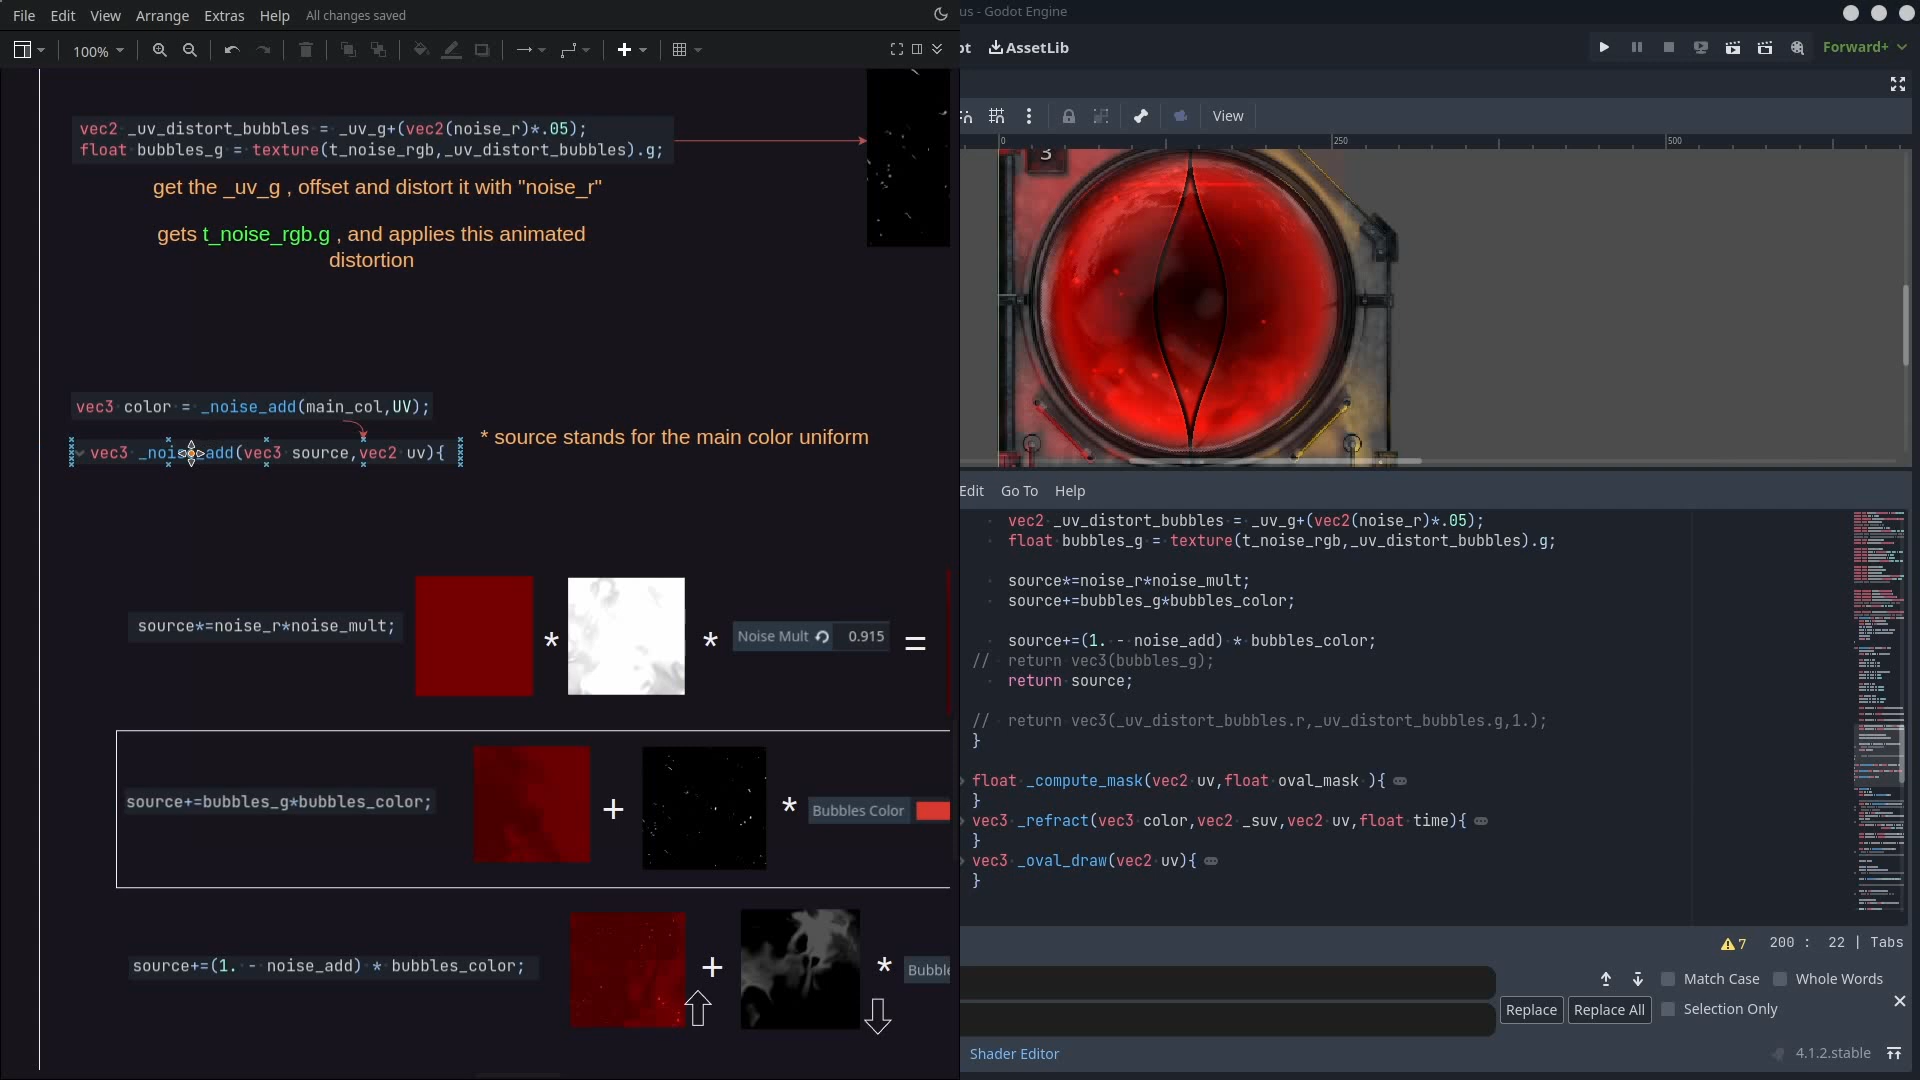 File Edit View Arrange Extras Help All changes saved
us - Godot Engine
AssetLib
Forward+
100%
View
0 250 500
3
vec2 _uv_distort_bubbles = _uv_g+(vec2(noise_r)*.05);
float bubbles_g = texture(t_noise_rgb,_uv_distort_bubbles).g;
get the _uv_g , offset and distort it with "noise_r"
gets t_noise_rgb.g , and applies this animated
distortion
vec3 color = _noise_add(main_col,UV);
vec3 _noise_add(vec3 source,vec2 uv){
* source stands for the main color uniform
source*=noise_r*noise_mult;
* * Noise Mult 0.915 =
source+=bubbles_g*bubbles_color;
+ * Bubbles Color
source+=(1. - noise_add) * bubbles_color;
+ * Bubble
Edit Go To Help
vec2 _uv_distort_bubbles = _uv_g+(vec2(noise_r)*.05);
float bubbles_g = texture(t_noise_rgb,_uv_distort_bubbles).g;
source*=noise_r*noise_mult;
source+=bubbles_g*bubbles_color;
source+=(1. - noise_add) * bubbles_color;
// return vec3(bubbles_g);
return source;
// return vec3(_uv_distort_bubbles.r,_uv_distort_bubbles.g,1.);
}
float _compute_mask(vec2 uv,float oval_mask ){
}
vec3 _refract(vec3 color,vec2 _suv,vec2 uv,float time){
}
vec3 _oval_draw(vec2 uv){
}
7 200 : 22 | Tabs
Match Case Whole Words
Replace Replace All Selection Only
Shader Editor
4.1.2.stable